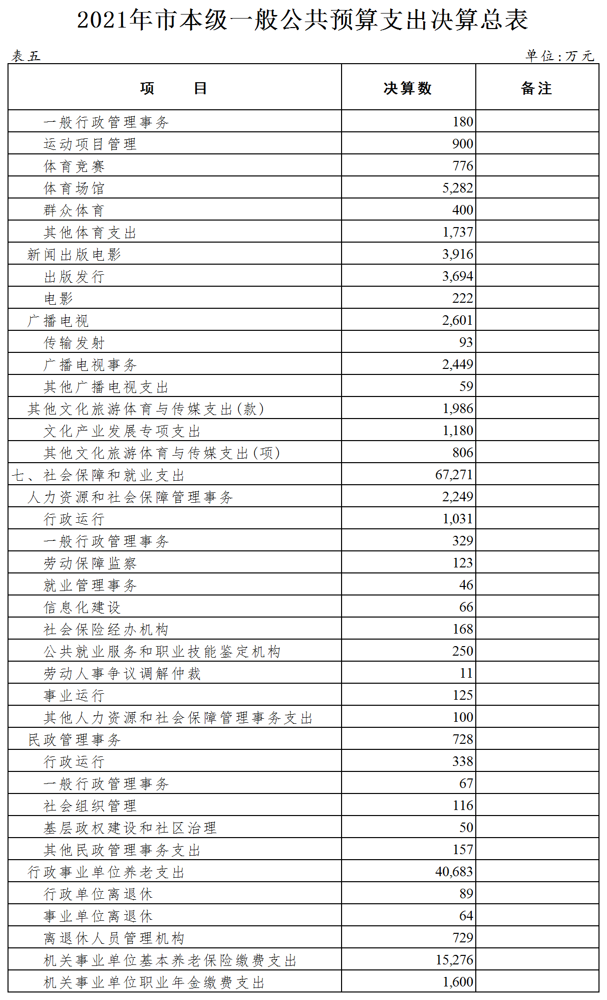 2021年市本级一般公共预算支出决算总表
表五 单位:万元
项 目 决算数 备注
一般行政管理事务 180
运动项目管理 900
体育竞赛 776
体育场馆 5,282
群众体育 400
其他体育支出 1,737
新闻出版电影 3,916
出版发行 3,694
电影 222
广播电视 2,601
传输发射 93
广播电视事务 2,449
其他广播电视支出 59
其他文化旅游体育与传媒支出(款) 1,986
文化产业发展专项支出 1,180
其他文化旅游体育与传媒支出(项) 806
七、社会保障和就业支出 67,271
人力资源和社会保障管理事务 2,249
行政运行 1,031
一般行政管理事务 329
劳动保障监察 123
就业管理事务 46
信息化建设 66
社会保险经办机构 168
公共就业服务和职业技能鉴定机构 250
劳动人事争议调解仲裁 11
事业运行 125
其他人力资源和社会保障管理事务支出 100
民政管理事务 728
行政运行 338
一般行政管理事务 67
社会组织管理 116
基层政权建设和社区治理 50
其他民政管理事务支出 157
行政事业单位养老支出 40,683
行政单位离退休 89
事业单位离退休 64
离退休人员管理机构 729
机关事业单位基本养老保险缴费支出 15,276
机关事业单位职业年金缴费支出 1,600